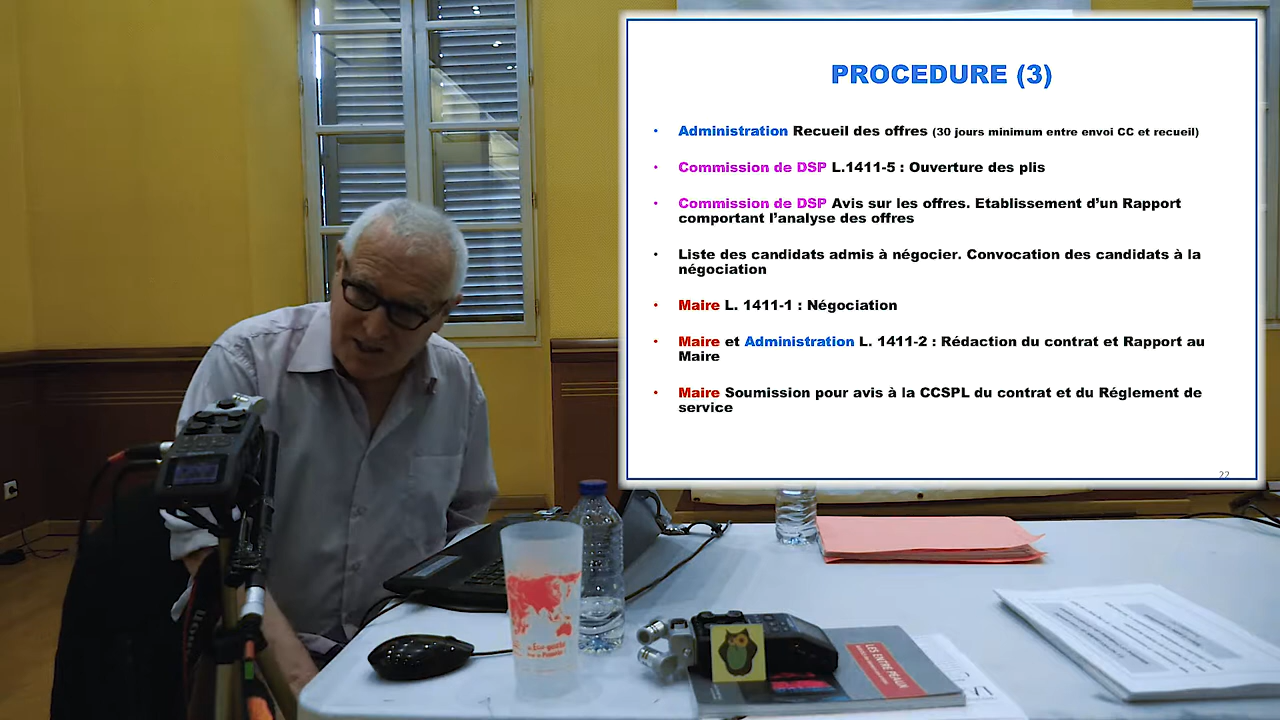 PROCEDURE (3)
• Administration Recueil des offres (30 jours minimum entre envoi CC et recueil)
• Commission de DSP L.1411-5 : Ouverture des plis
• Commission de DSP Avis sur les offres. Etablissement d'un Rapport
comportant l'analyse des offres
• Liste des candidats admis à négocier. Convocation des candidats à la
négociation
• Maire L. 1411-1 : Négociation
• Maire et Administration L. 1411-2 : Rédaction du contrat et Rapport au
Maire
• Maire Soumission pour avis à la CCSPL du contrat et du Réglement de
service
22
LES ENTRE PEAUX